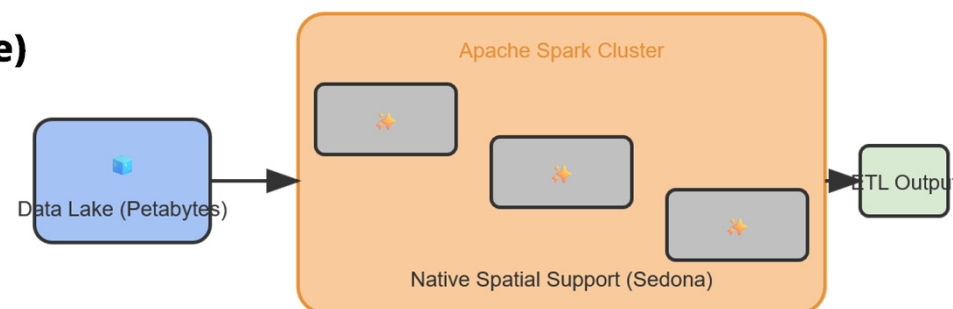 e)
Apache Spark Cluster
Data Lake (Petabytes)
ETL Outpu
Native Spatial Support (Sedona)